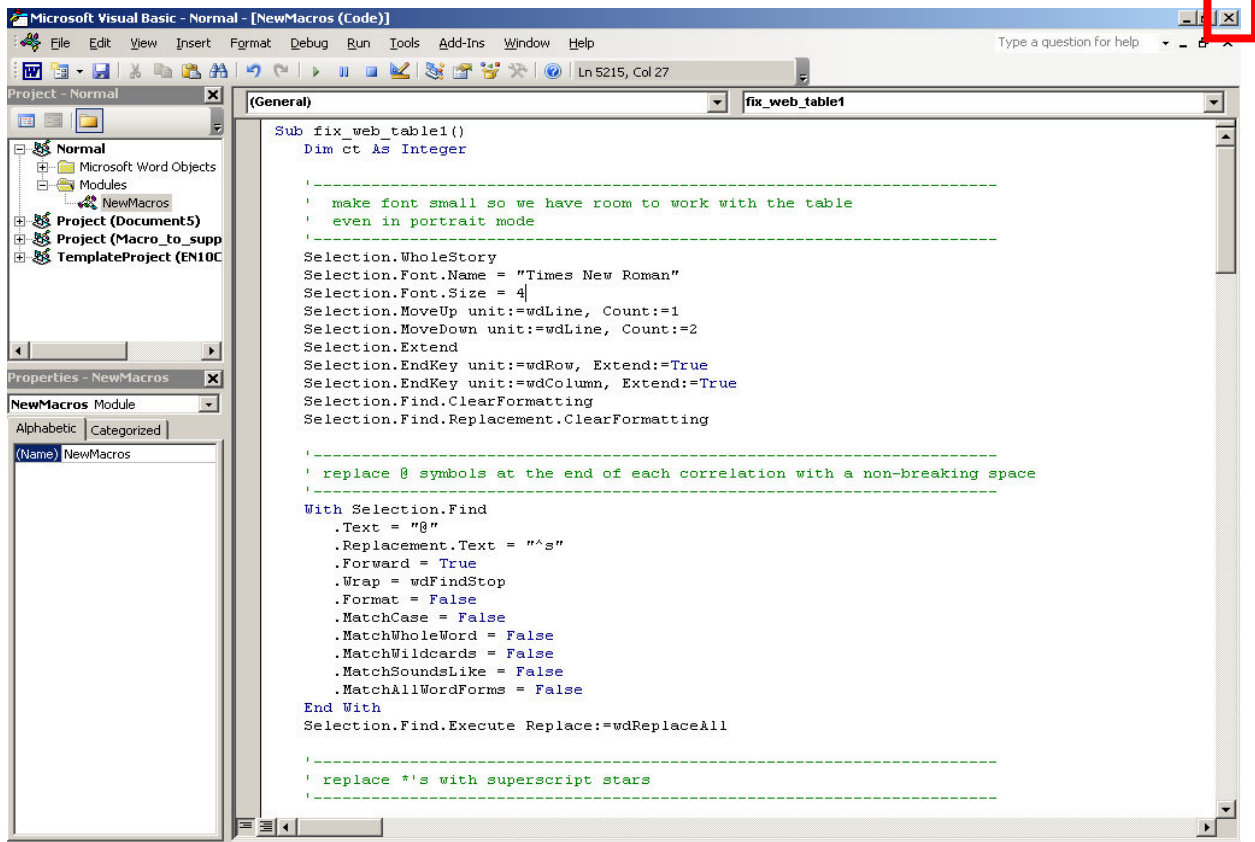 Microsoft Visual Basic - Normal - [NewMacros (Code)]
File Edit View Insert Format Debug Run Tools Add-Ins Window Help Type a question for help
Ln 5215, Col 27
Project - Normal
Normal
Microsoft Word Objects
Modules
NewMacros
Project (Document5)
Project (Macro_to_supp
TemplateProject (EN10C
Properties - NewMacros
NewMacros Module
Alphabetic Categorized
(Name) NewMacros
(General) fix_web_table1
Sub fix_web_table1()
Dim ct As Integer
'------------------------------------------------------------------------
' make font small so we have room to work with the table
' even in portrait mode
'------------------------------------------------------------------------
Selection.WholeStory
Selection.Font.Name = "Times New Roman"
Selection.Font.Size = 4
Selection.MoveUp unit:=wdLine, Count:=1
Selection.MoveDown unit:=wdLine, Count:=2
Selection.Extend
Selection.EndKey unit:=wdRow, Extend:=True
Selection.EndKey unit:=wdColumn, Extend:=True
Selection.Find.ClearFormatting
Selection.Find.Replacement.ClearFormatting
'------------------------------------------------------------------------
' replace @ symbols at the end of each correlation with a non-breaking space
'------------------------------------------------------------------------
With Selection.Find
.Text = "@"
.Replacement.Text = "^s"
.Forward = True
.Wrap = wdFindStop
.Format = False
.MatchCase = False
.MatchWholeWord = False
.MatchWildcards = False
.MatchSoundsLike = False
.MatchAllWordForms = False
End With
Selection.Find.Execute Replace:=wdReplaceAll
'------------------------------------------------------------------------
' replace *'s with superscript stars
'------------------------------------------------------------------------